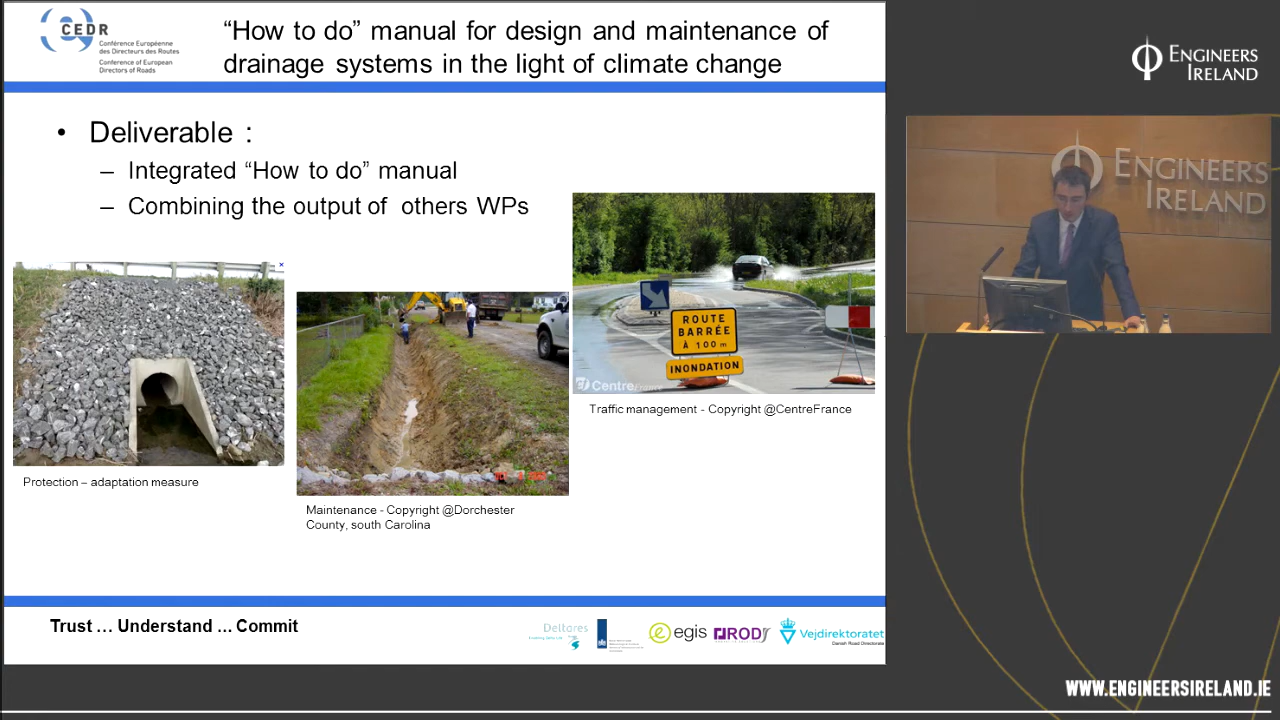 CEDR
Conférence Européenne
des Directeurs des Routes
Conference of European
Directors of Roads
“How to do” manual for design and maintenance of
drainage systems in the light of climate change
• Deliverable :
– Integrated “How to do” manual
– Combining the output of others WPs
ROUTE
BARRÉE
À 100 m
INONDATION
Centre France
Traffic management - Copyright @CentreFrance
Protection – adaptation measure
Maintenance - Copyright @Dorchester
County, south Carolina
Trust ... Understand ... Commit
Deltares
egis
ROD
Vejdirektoratet
Danish Road Directorate
ENGINEERS
IRELAND
ENGINEERS
IRELAND
WWW.ENGINEERSIRELAND.IE